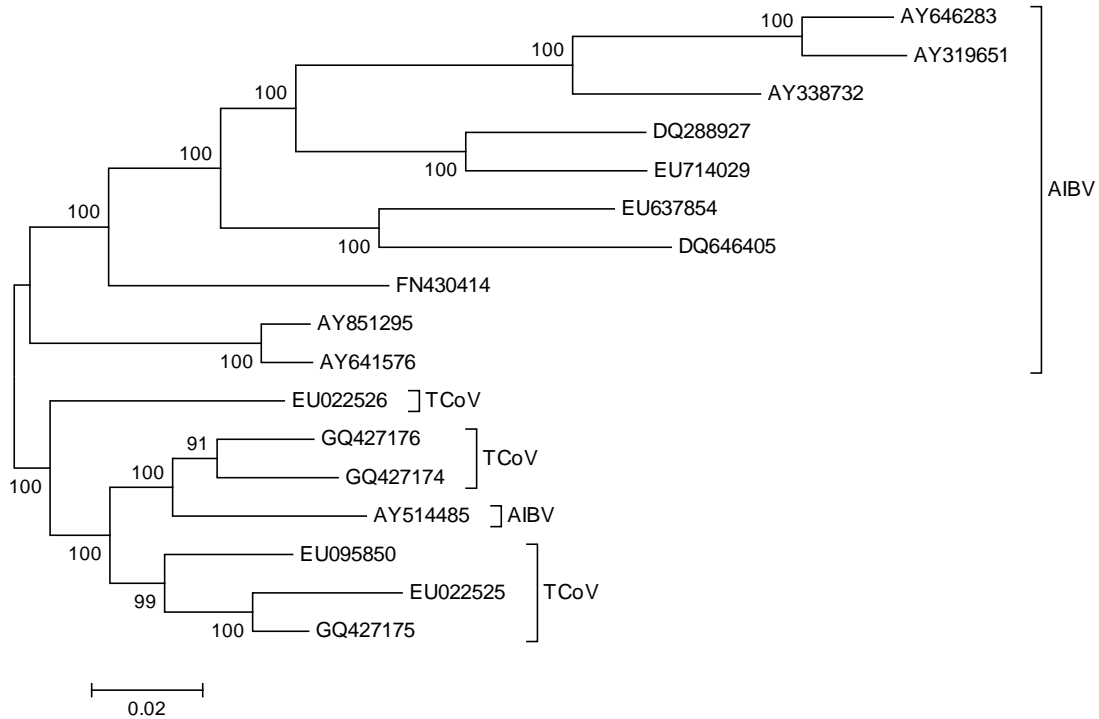 100
AY646283
100
AY319651
AY338732
100
DQ288927
100
EU714029
100
EU637854
100
DQ646405
100
FN430414
AIBV
AY851295
100
AY641576
EU022526
TCoV
91
GQ427176
100
GQ427174
TCoV
AY514485
AIBV
100
100
EU095850
99
EU022525
100
GQ427175
TCoV
0.02